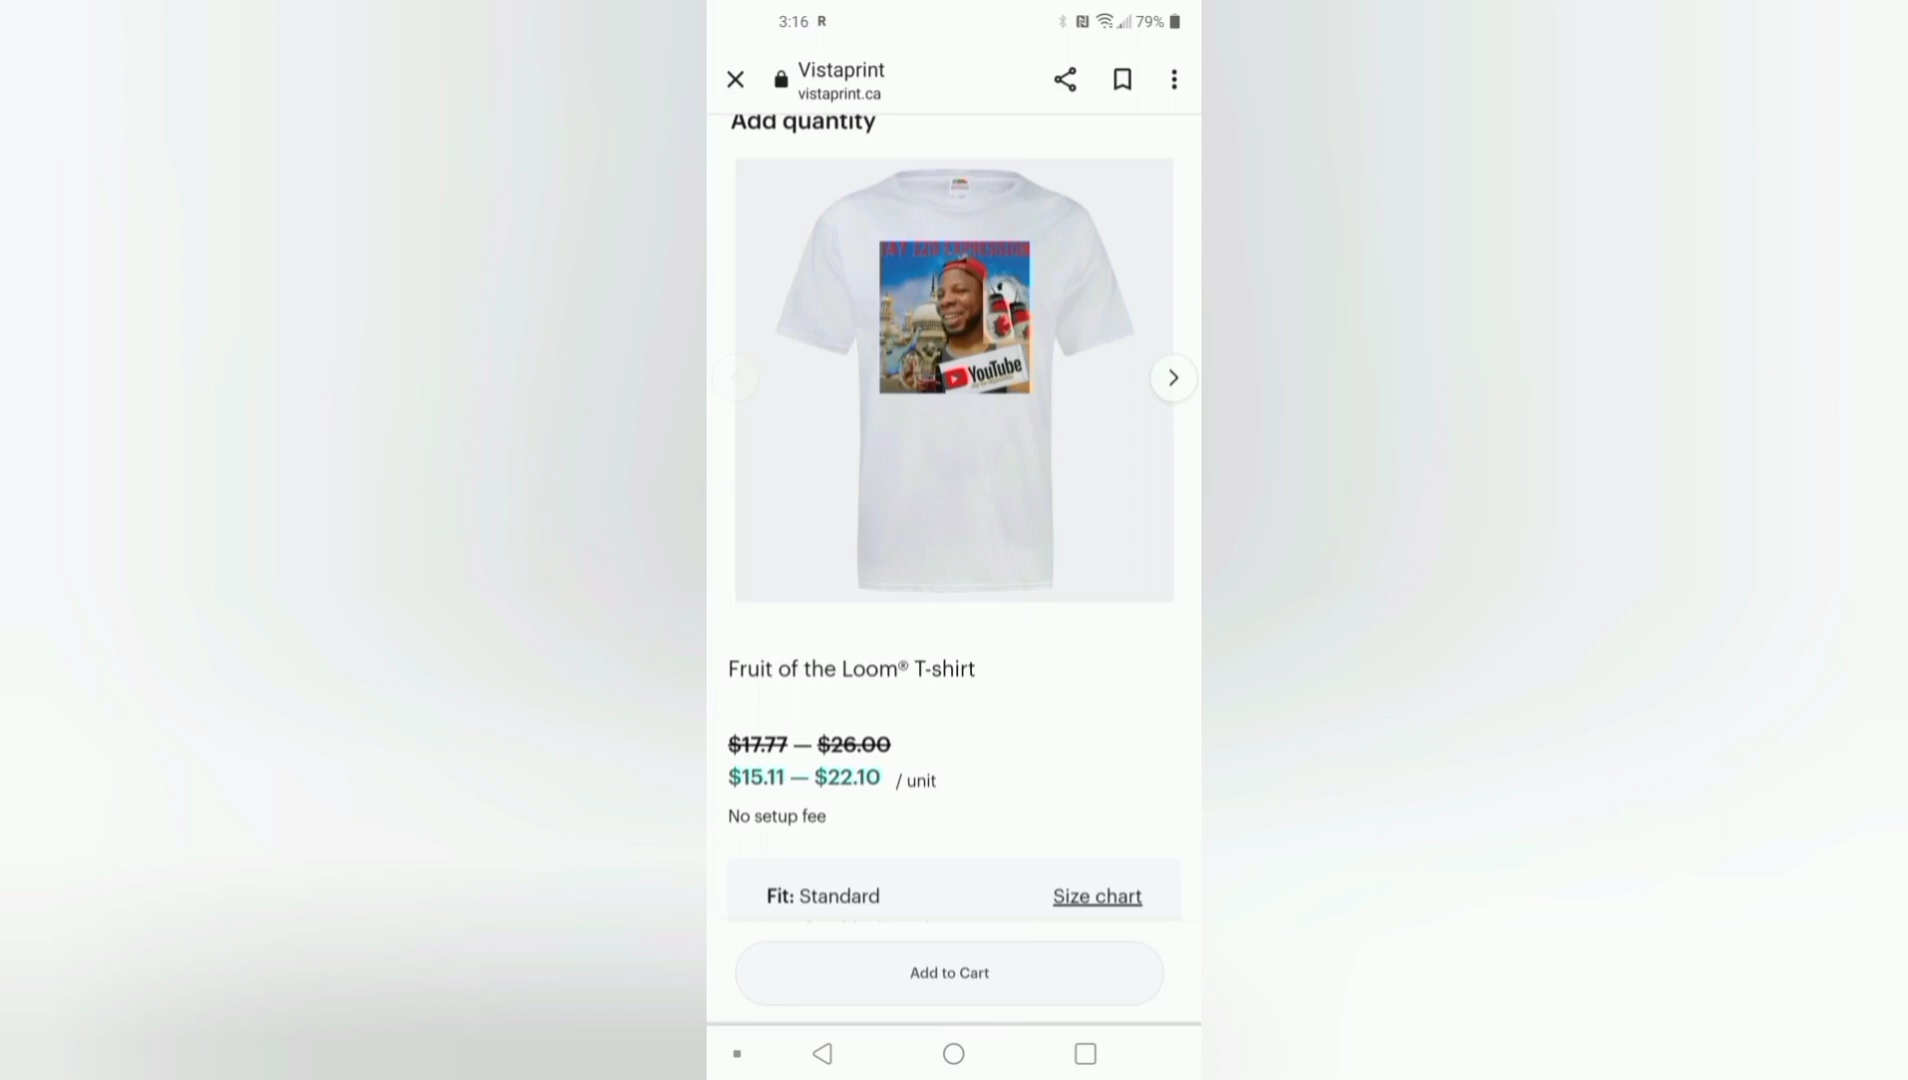 3:16 R
79%
Vistaprint
vistaprint.ca
Add quantity
YouTube
Fruit of the Loom® T-shirt
$17.77 — $26.00
$15.11 — $22.10 / unit
No setup fee
Fit: Standard
Size chart
Add to Cart